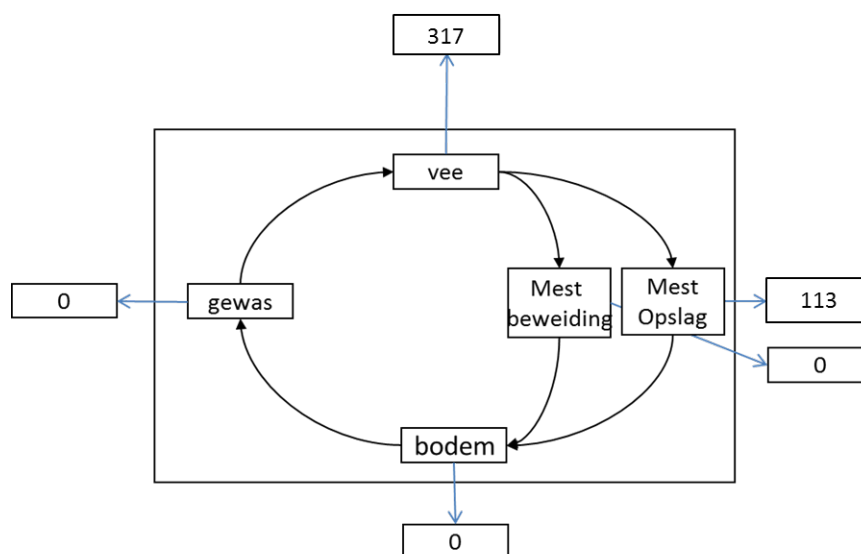 317
vee
0
gewas
Mest
beweiding
Mest
Opslag
113
0
bodem
0